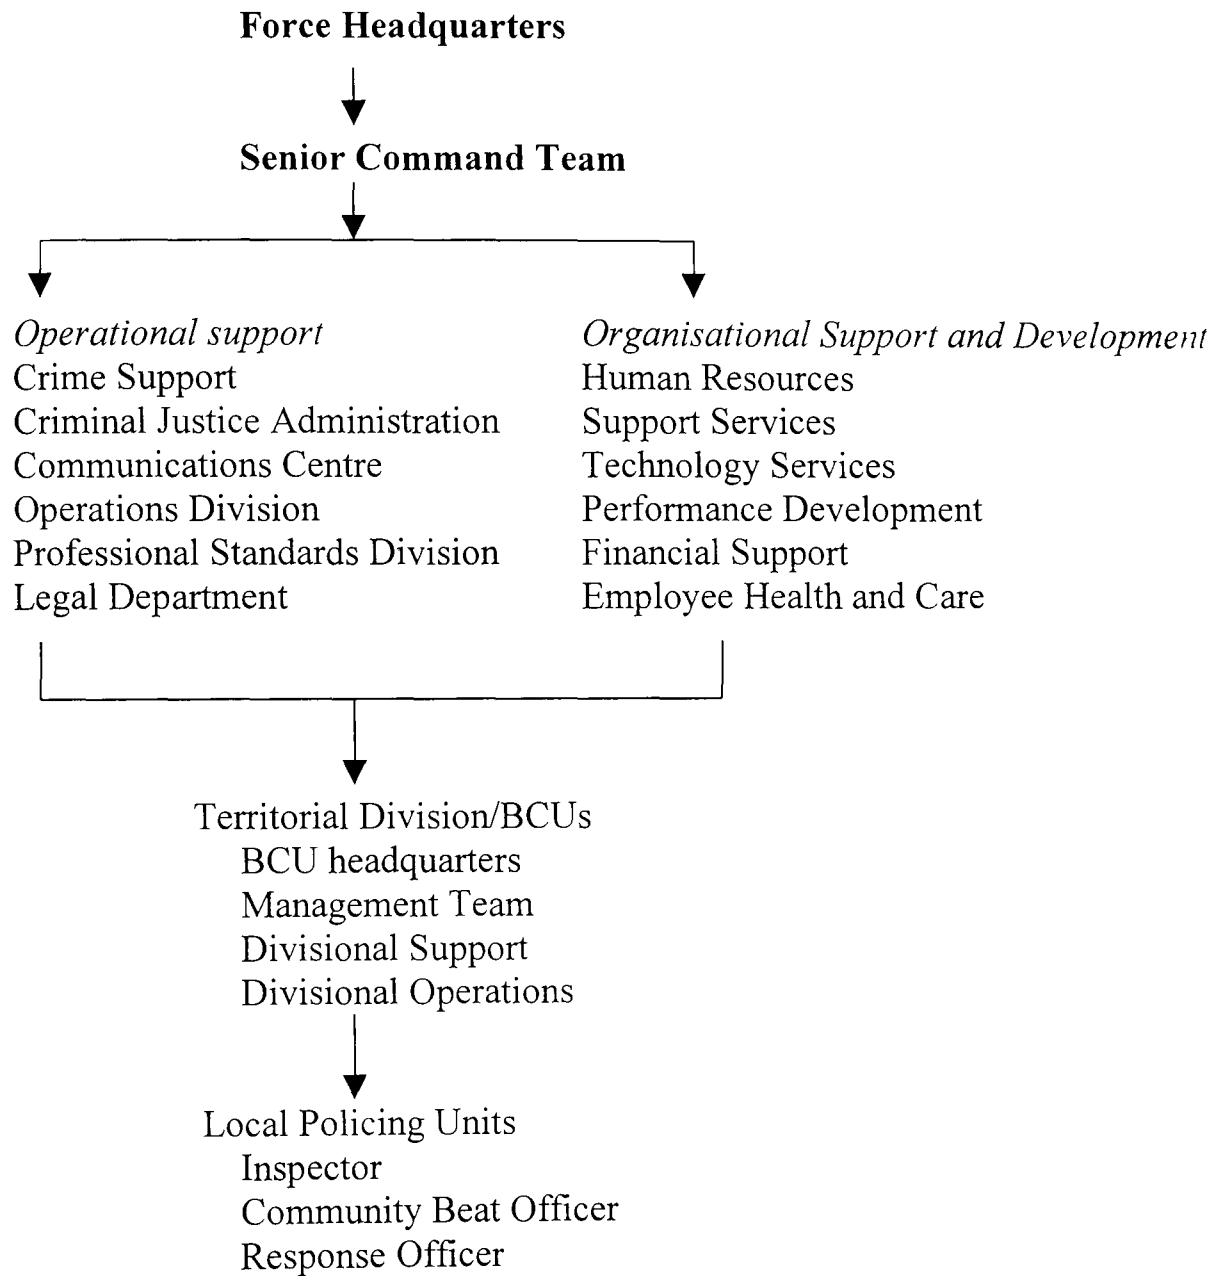 Force Headquarters
Senior Command Team
Operational support
Crime Support
Criminal Justice Administration
Communications Centre
Operations Division
Professional Standards Division
Legal Department
Organisational Support and Development
Human Resources
Support Services
Technology Services
Performance Development
Financial Support
Employee Health and Care
Territorial Division/BCUs
BCU headquarters
Management Team
Divisional Support
Divisional Operations
Local Policing Units
Inspector
Community Beat Officer
Response Officer